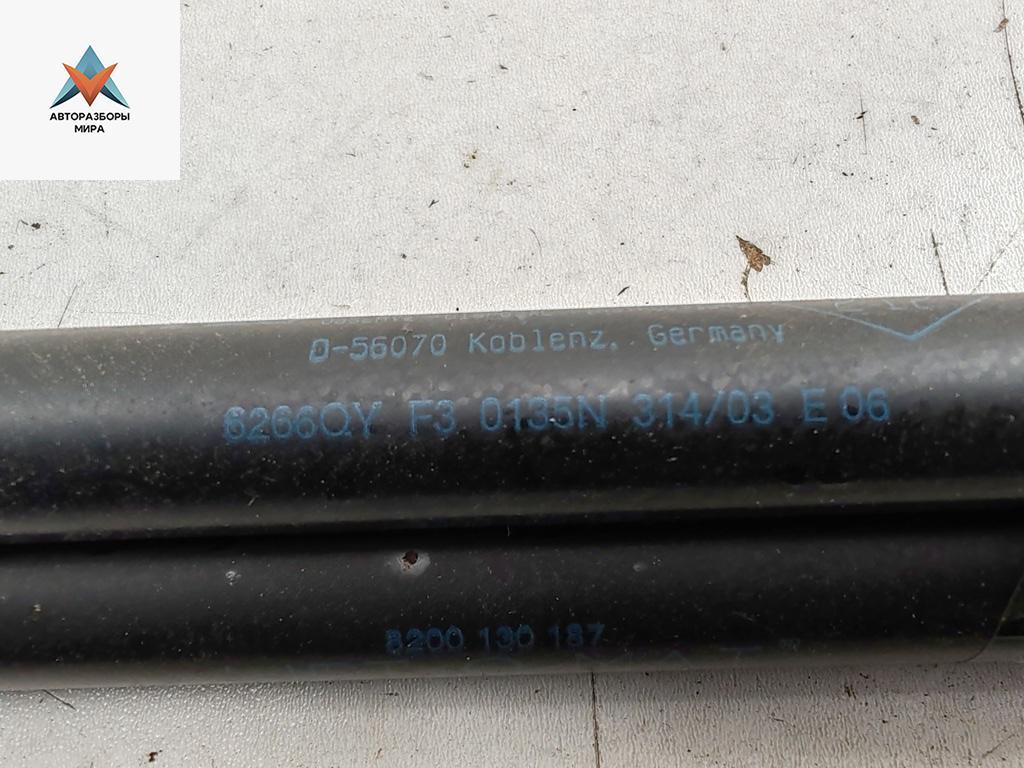 АВТОРАЗБОРЫ
МИРА
D-56070 Koblenz, Germany
6266QY F3 0135N 314/03 E 06
8200 130 187